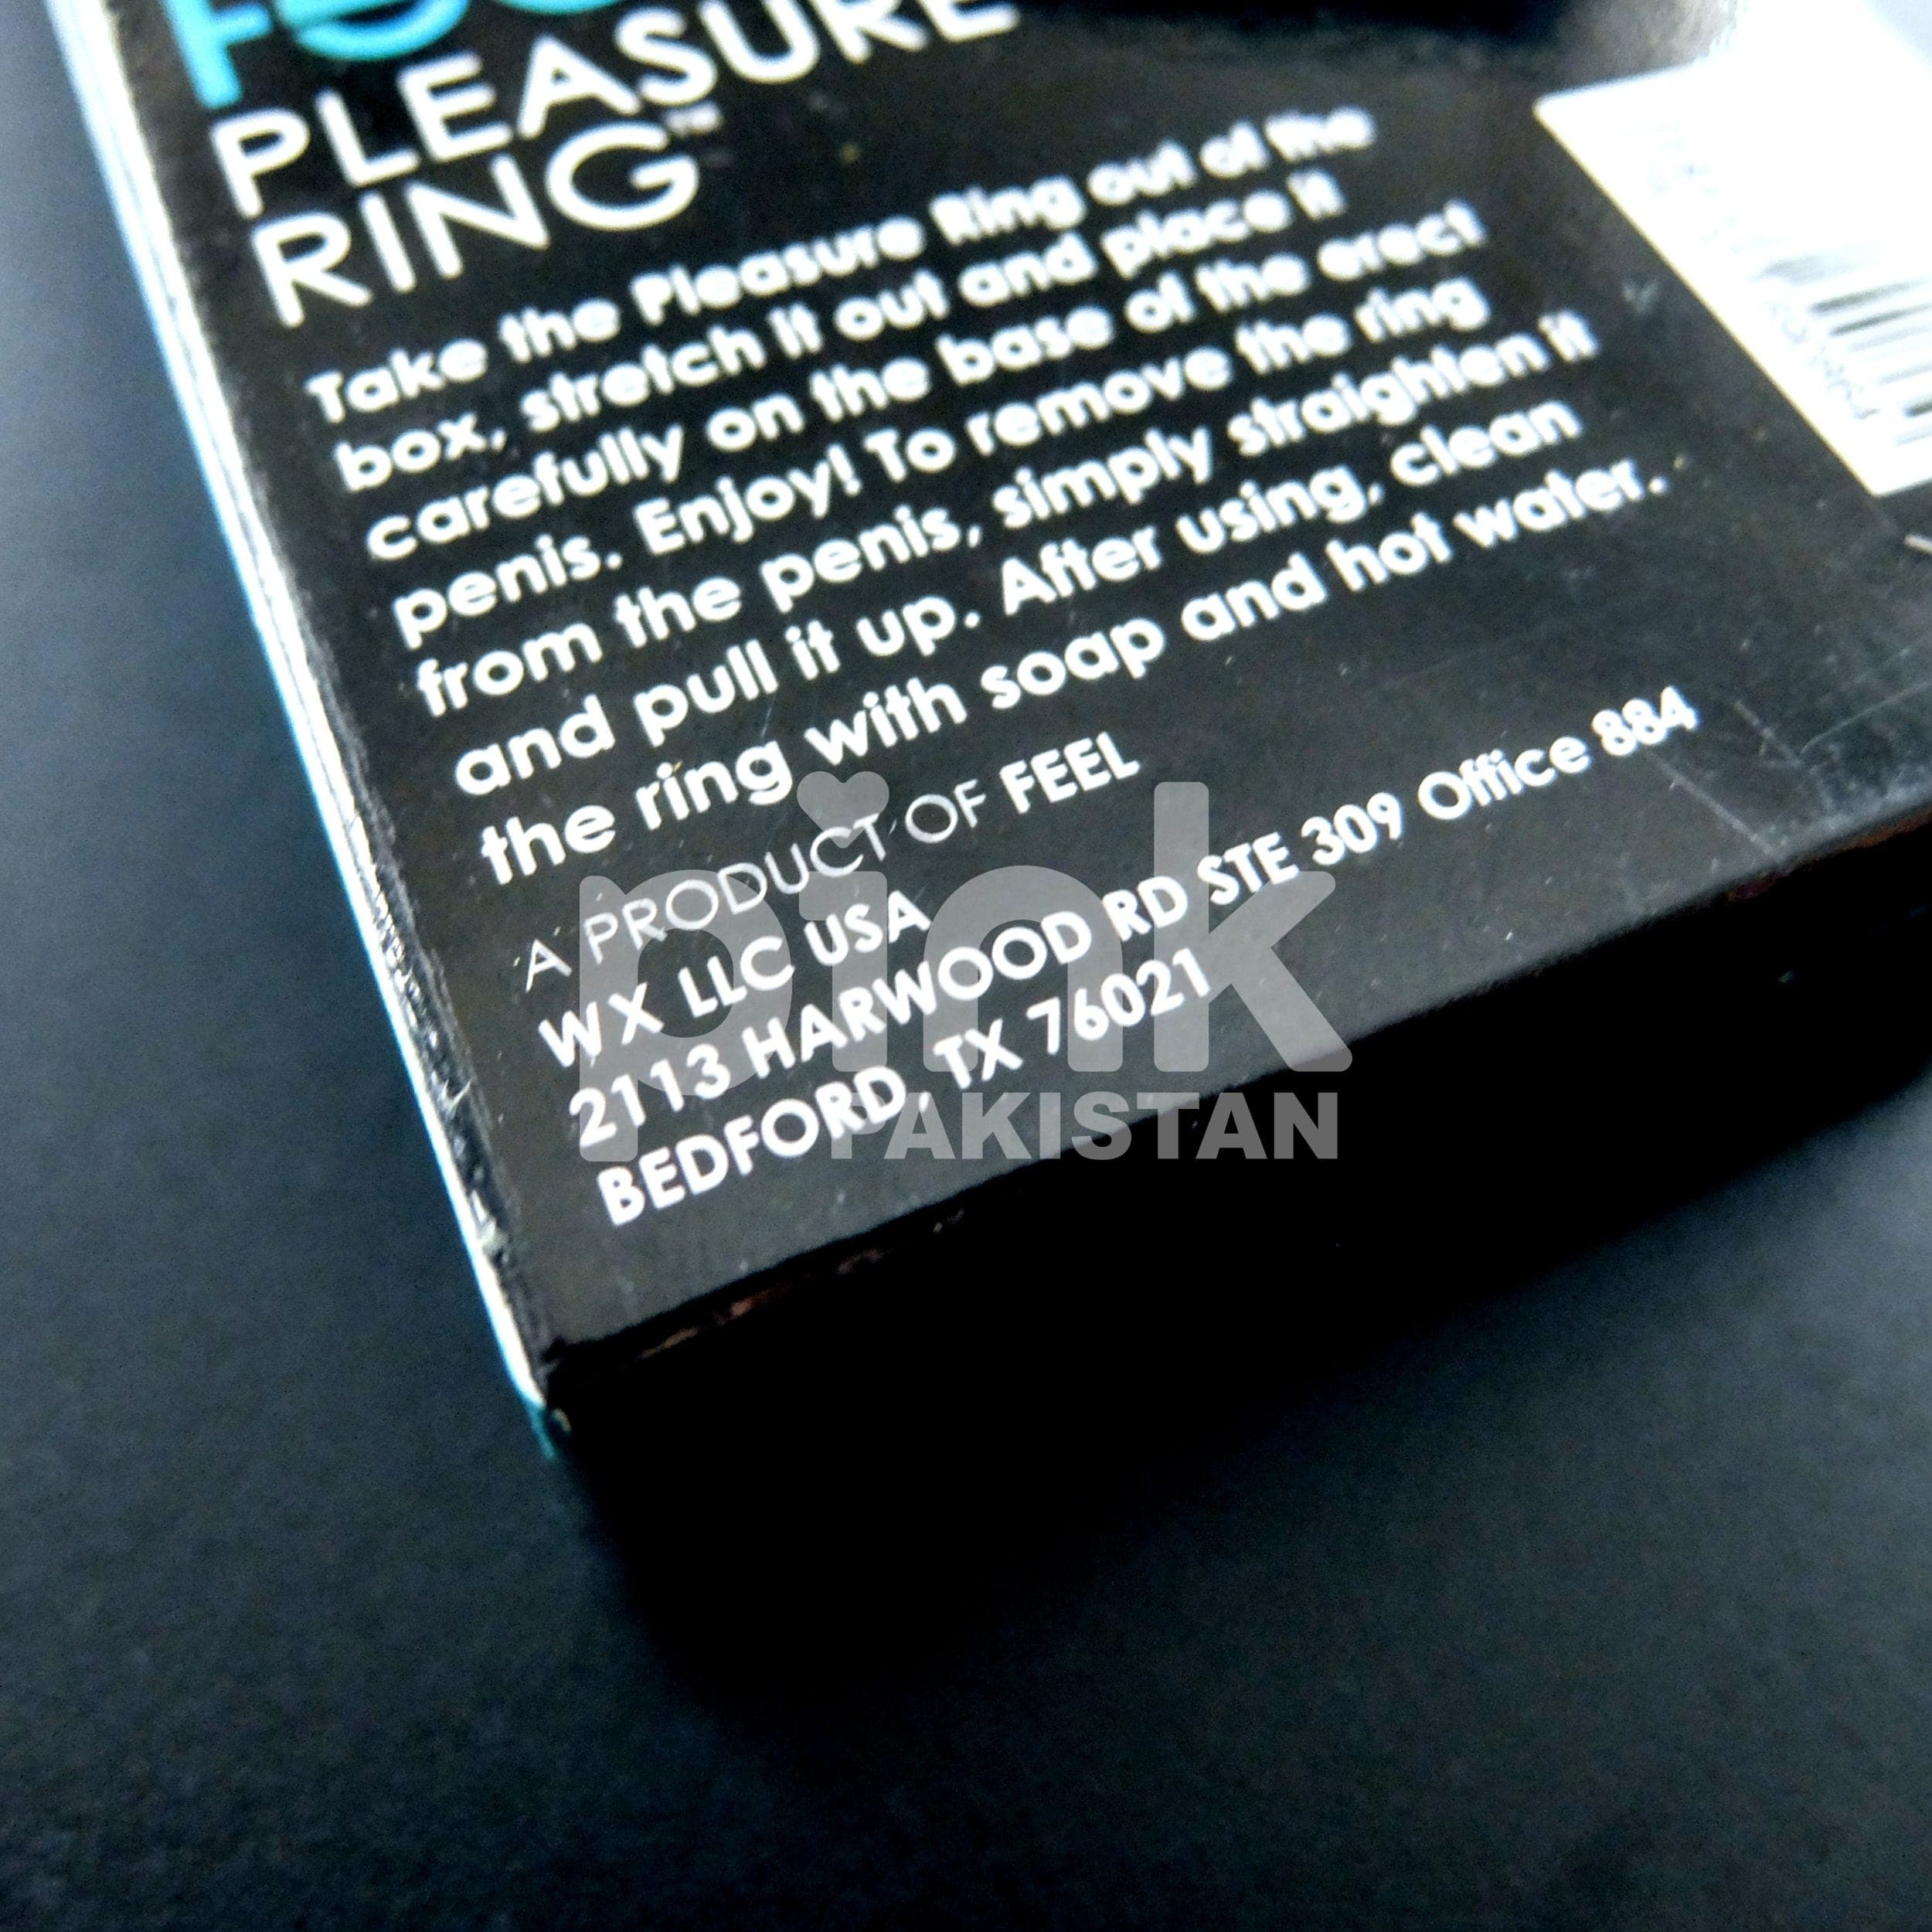 PLEASURE
RING™
Take the Pleasure Ring out of the
box, stretch it out and place it
carefully on the base of the erect
penis. Enjoy! To remove the ring
from the penis, simply straighten it
and pull it up. After using, clean
the ring with soap and hot water.
A PRODUCT OF FEEL
WX LLC USA
2113 HARWOOD RD STE 309 Office 884
BEDFORD, TX 76021
pink
PAKISTAN